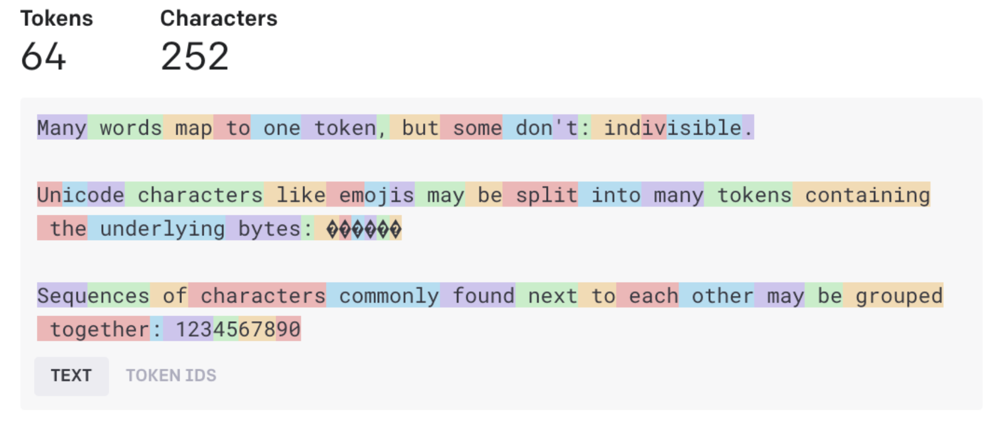 Tokens Characters
64 252
Many words map to one token, but some don't: indivisible.
Unicode characters like emojis may be split into many tokens containing
the underlying bytes: ������
Sequences of characters commonly found next to each other may be grouped
together: 1234567890
TEXT TOKEN IDS